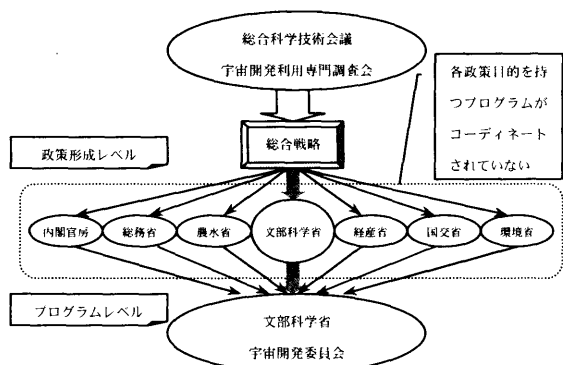 総合科学技術会議
宇宙開発利用専門調査会
各政策目的を持
つプログラムが
コーディネート
されていない
総合戦略
政策形成レベル
内閣官房
総務省
農水省
文部科学省
経産省
国交省
環境省
プログラムレベル
文部科学省
宇宙開発委員会